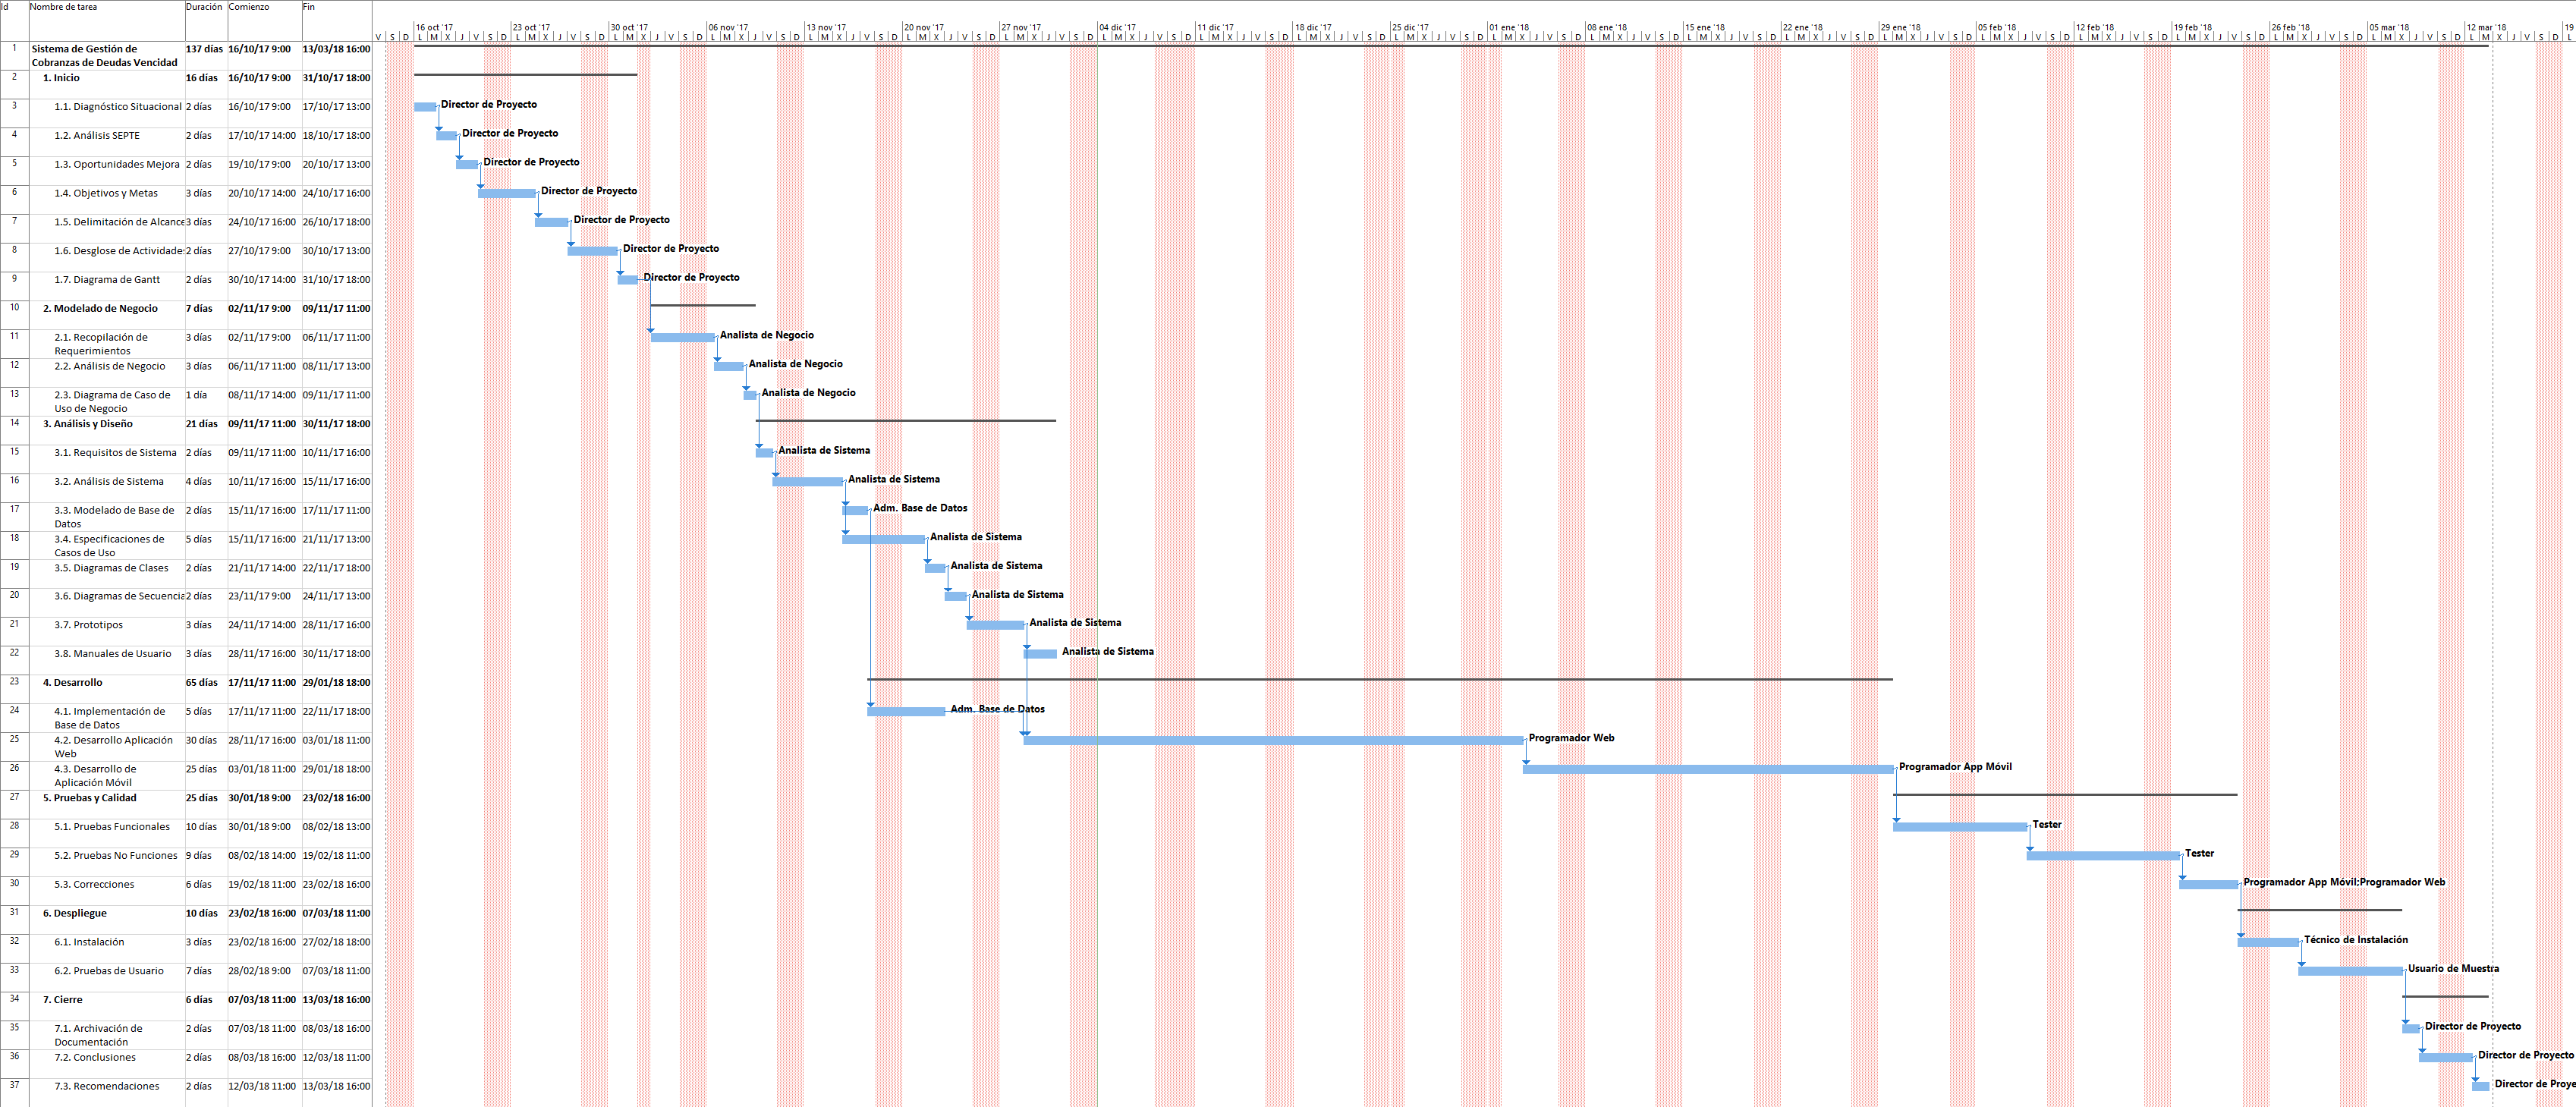 Id Nombre de tarea Duración Comienzo Fin
16 oct '17 23 oct '17 30 oct '17 06 nov '17 13 nov '17 20 nov '17 27 nov '17 04 dic '17 11 dic '17 18 dic '17 25 dic '17 01 ene '18 08 ene '18 15 ene '18 22 ene '18 29 ene '18 05 feb '18 12 feb '18 19 feb '18 26 feb '18 05 mar '18 12 mar '18 19
V S D L M X J V S D L M X J V S D L M X J V S D L M X J V S D L M X J V S D L M X J V S D L M X J V S D L M X J V S D L M X J V S D L M X J V S D L M X J V S D L M X J V S D L M X J V S D L M X J V S D L M X J V S D L M X J V S D L M X J V S D L M X J V S D L M X J V S D L M X J V S D L M X J V S D L M X J V S D L
1 Sistema de Gestión de 137 días 16/10/17 9:00 13/03/18 16:00
Cobranzas de Deudas Vencidad
2 1. Inicio 16 días 16/10/17 9:00 31/10/17 18:00
3 1.1. Diagnóstico Situacional 2 días 16/10/17 9:00 17/10/17 13:00 Director de Proyecto
4 1.2. Análisis SEPTE 2 días 17/10/17 14:00 18/10/17 18:00 Director de Proyecto
5 1.3. Oportunidades Mejora 2 días 19/10/17 9:00 20/10/17 13:00 Director de Proyecto
6 1.4. Objetivos y Metas 3 días 20/10/17 14:00 24/10/17 16:00 Director de Proyecto
7 1.5. Delimitación de Alcance 3 días 24/10/17 16:00 26/10/17 18:00 Director de Proyecto
8 1.6. Desglose de Actividade: 2 días 27/10/17 9:00 30/10/17 13:00 Director de Proyecto
9 1.7. Diagrama de Gantt 2 días 30/10/17 14:00 31/10/17 18:00 Director de Proyecto
10 2. Modelado de Negocio 7 días 02/11/17 9:00 09/11/17 11:00
11 2.1. Recopilación de 3 días 02/11/17 9:00 06/11/17 11:00 Analista de Negocio
Requerimientos
12 2.2. Análisis de Negocio 3 días 06/11/17 11:00 08/11/17 13:00 Analista de Negocio
13 2.3. Diagrama de Caso de 1 día 08/11/17 14:00 09/11/17 11:00 Analista de Negocio
Uso de Negocio
14 3. Análisis y Diseño 21 días 09/11/17 11:00 30/11/17 18:00
15 3.1. Requisitos de Sistema 2 días 09/11/17 11:00 10/11/17 16:00 Analista de Sistema
16 3.2. Análisis de Sistema 4 días 10/11/17 16:00 15/11/17 16:00 Analista de Sistema
17 3.3. Modelado de Base de 2 días 15/11/17 16:00 17/11/17 11:00 Adm. Base de Datos
Datos
18 3.4. Especificaciones de 5 días 15/11/17 16:00 21/11/17 13:00 Analista de Sistema
Casos de Uso
19 3.5. Diagramas de Clases 2 días 21/11/17 14:00 22/11/17 18:00 Analista de Sistema
20 3.6. Diagramas de Secuencia 2 días 23/11/17 9:00 24/11/17 13:00 Analista de Sistema
21 3.7. Prototipos 3 días 24/11/17 14:00 28/11/17 16:00 Analista de Sistema
22 3.8. Manuales de Usuario 3 días 28/11/17 16:00 30/11/17 18:00 Analista de Sistema
23 4. Desarrollo 65 días 17/11/17 11:00 29/01/18 18:00
24 4.1. Implementación de 5 días 17/11/17 11:00 22/11/17 18:00 Adm. Base de Datos
Base de Datos
25 4.2. Desarrollo Aplicación 30 días 28/11/17 16:00 03/01/18 11:00 Programador Web
Web
26 4.3. Desarrollo de 25 días 03/01/18 11:00 29/01/18 18:00 Programador App Móvil
Aplicación Móvil
27 5. Pruebas y Calidad 25 días 30/01/18 9:00 23/02/18 16:00
28 5.1. Pruebas Funcionales 10 días 30/01/18 9:00 08/02/18 13:00 Tester
29 5.2. Pruebas No Funciones 9 días 08/02/18 14:00 19/02/18 11:00 Tester
30 5.3. Correcciones 6 días 19/02/18 11:00 23/02/18 16:00 Programador App Móvil;Programador Web
31 6. Despliegue 10 días 23/02/18 16:00 07/03/18 11:00
32 6.1. Instalación 3 días 23/02/18 16:00 27/02/18 18:00 Técnico de Instalación
33 6.2. Pruebas de Usuario 7 días 28/02/18 9:00 07/03/18 11:00 Usuario de Muestra
34 7. Cierre 6 días 07/03/18 11:00 13/03/18 16:00
35 7.1. Archivación de 2 días 07/03/18 11:00 08/03/18 16:00 Director de Proyecto
Documentación
36 7.2. Conclusiones 2 días 08/03/18 16:00 12/03/18 11:00 Director de Proyecto
37 7.3. Recomendaciones 2 días 12/03/18 11:00 13/03/18 16:00 Director de Proye